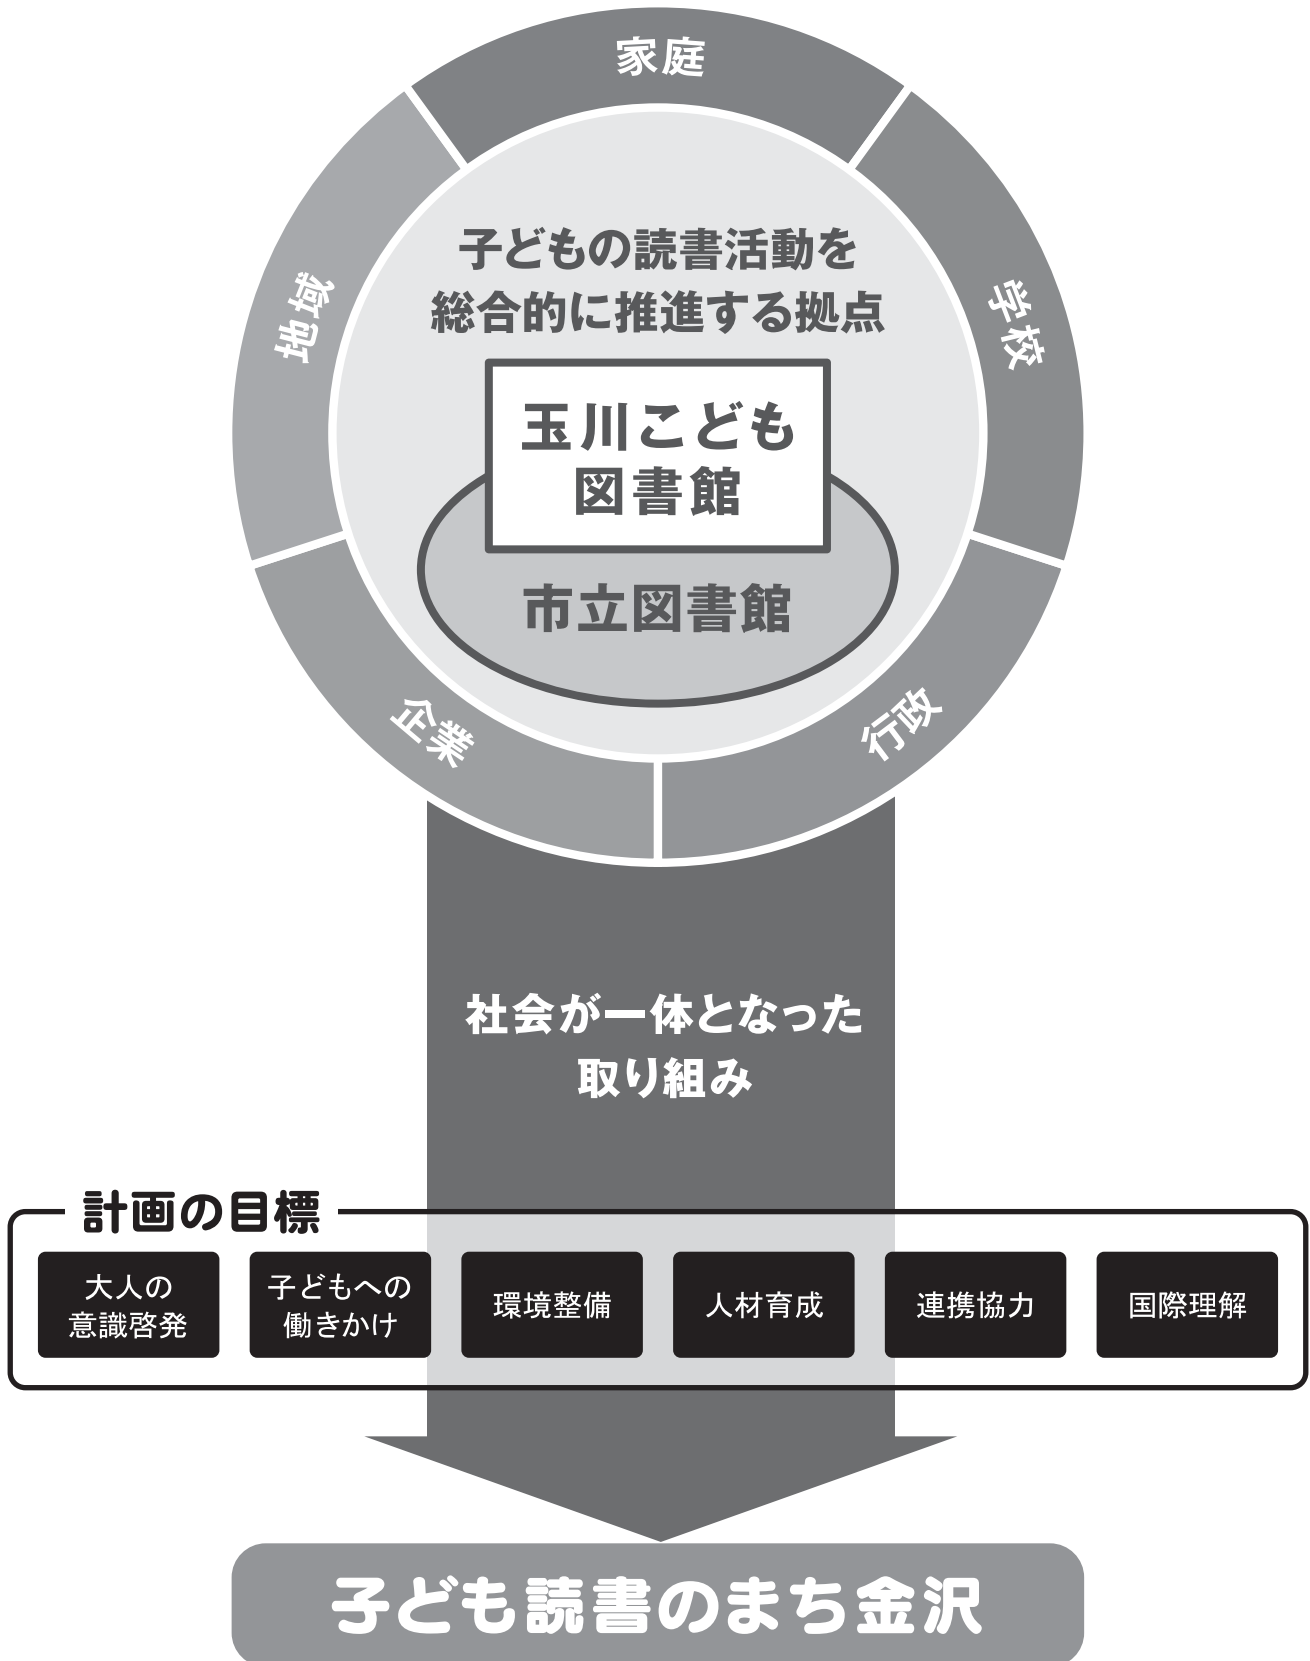 家庭
学校
地域
子どもの読書活動を
総合的に推進する拠点
玉川こども
図書館
市立図書館
企業
行政
社会が一体となった
取り組み
計画の目標
大人の
意識啓発
子どもへの
働きかけ
環境整備
人材育成
連携協力
国際理解
子ども読書のまち金沢